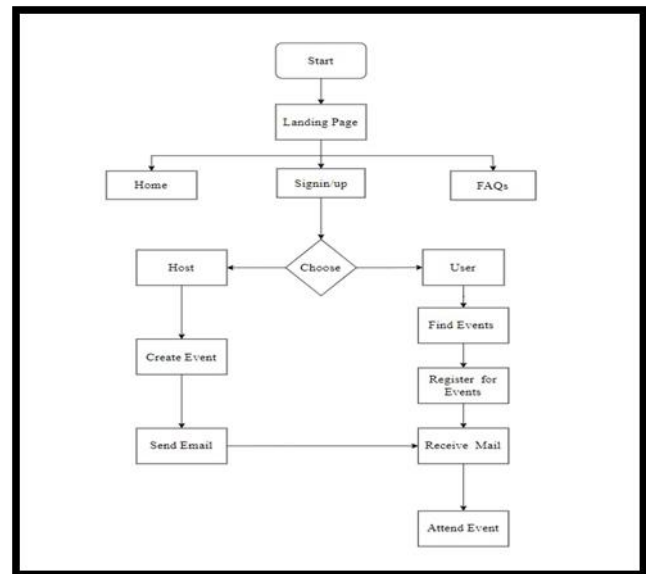 Start
Landing Page
Home
Signin/up
FAQs
Host
Choose
User
Find Events
Create Event
Register for
Events
Send Email
Receive Mail
Attend Event